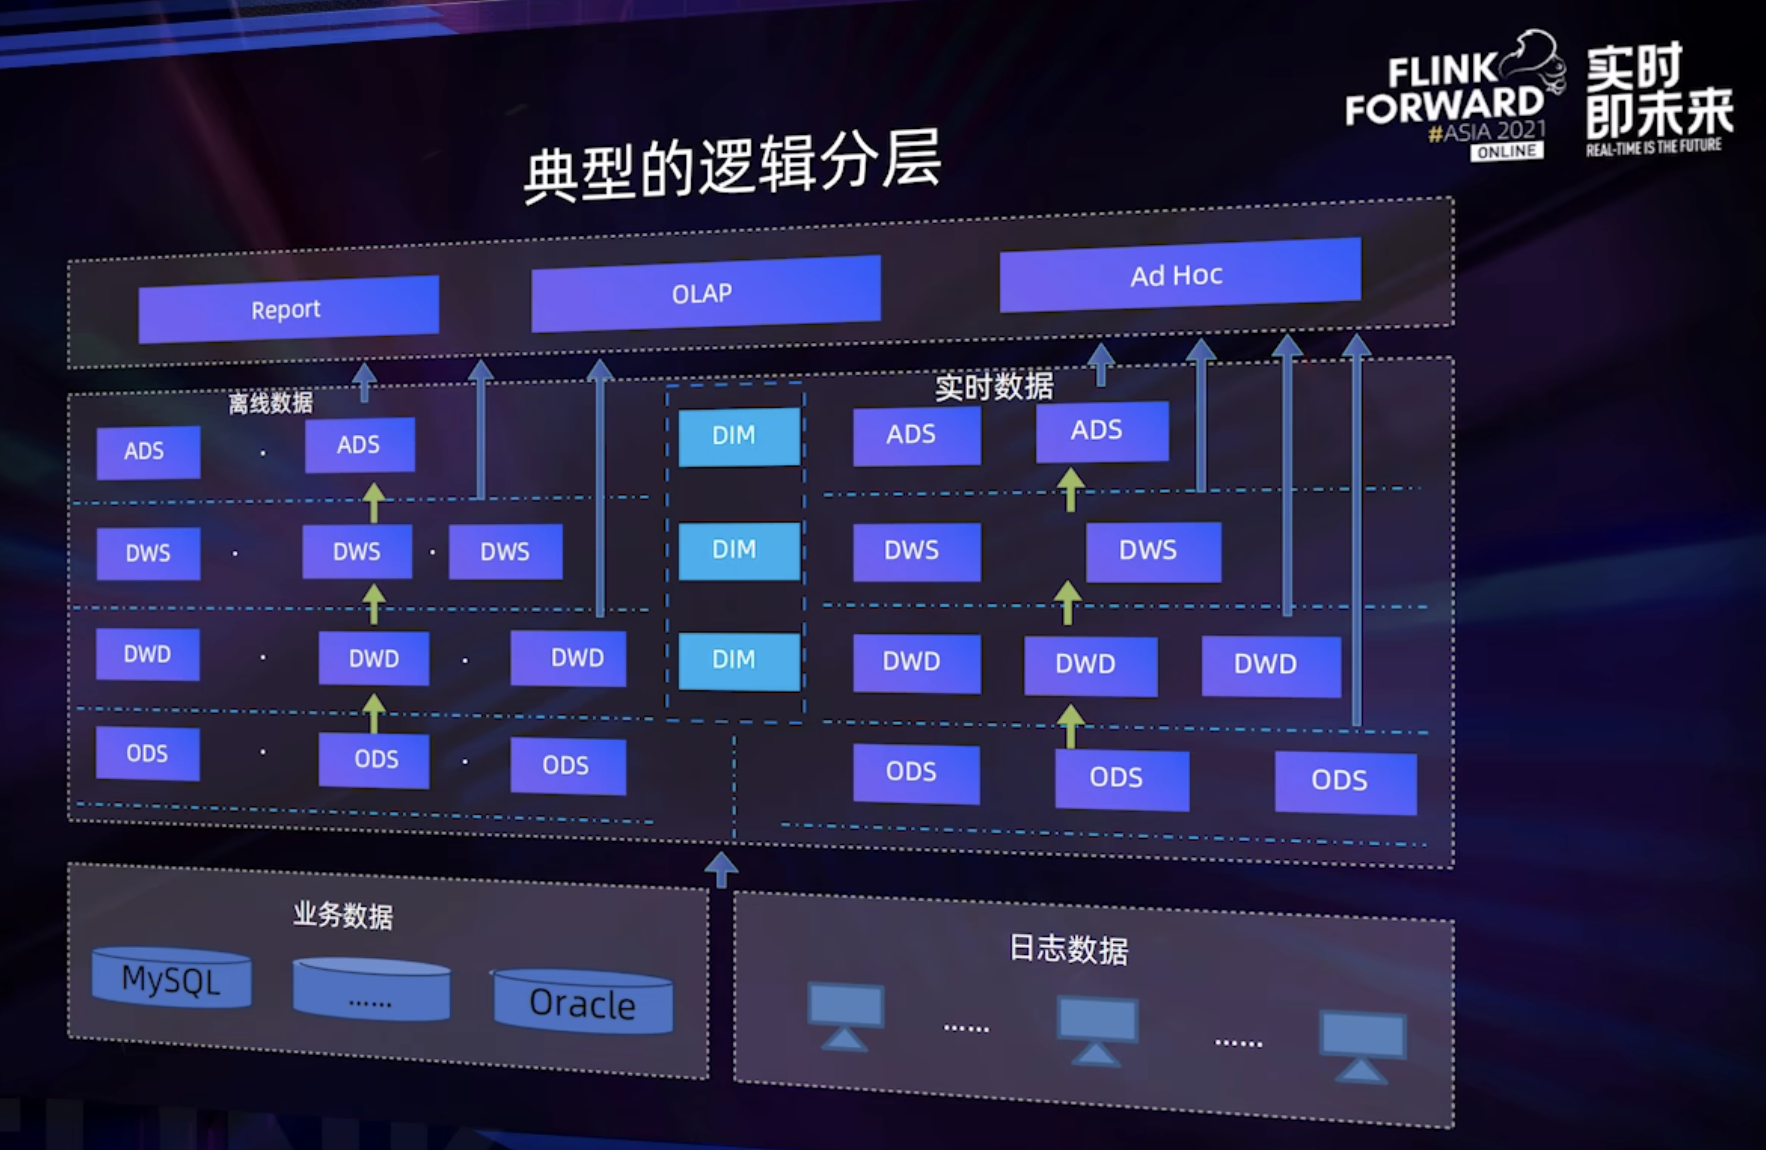 FLINK
FORWARD
#ASIA 2021
ONLINE
实时
即未来
REAL-TIME IS THE FUTURE
典型的逻辑分层
Report
OLAP
Ad Hoc
离线数据
ADS
.
ADS
DWS
.
DWS
.
DWS
DWD
.
DWD
.
DWD
ODS
.
ODS
.
ODS
DIM
DIM
DIM
实时数据
ADS
ADS
DWS
DWS
DWD
DWD
DWD
ODS
ODS
ODS
业务数据
MySQL
......
Oracle
日志数据
......
......